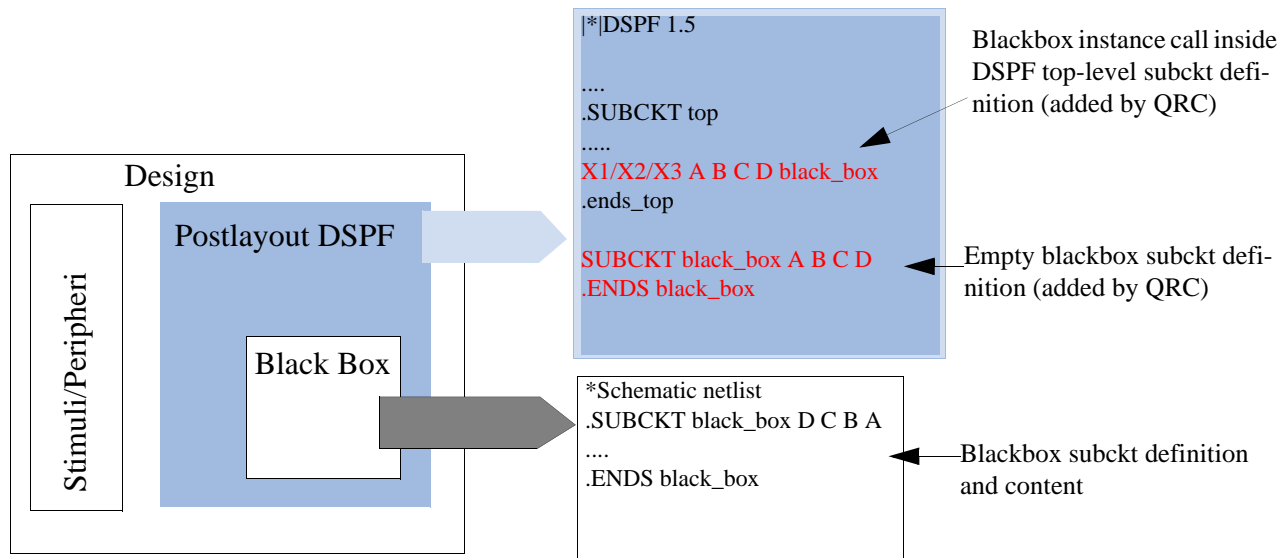 |*|DSPF 1.5
....
.SUBCKT top
.....
X1/X2/X3 A B C D black_box
.ends_top
SUBCKT black_box A B C D
.ENDS black_box
Blackbox instance call inside
DSPF top-level subckt defi-
nition (added by QRC)
Empty blackbox subckt defi-
nition (added by QRC)
Design
Stimuli/Peripheri
Postlayout DSPF
Black Box
*Schematic netlist
.SUBCKT black_box D C B A
....
.ENDS black_box
Blackbox subckt definition
and content